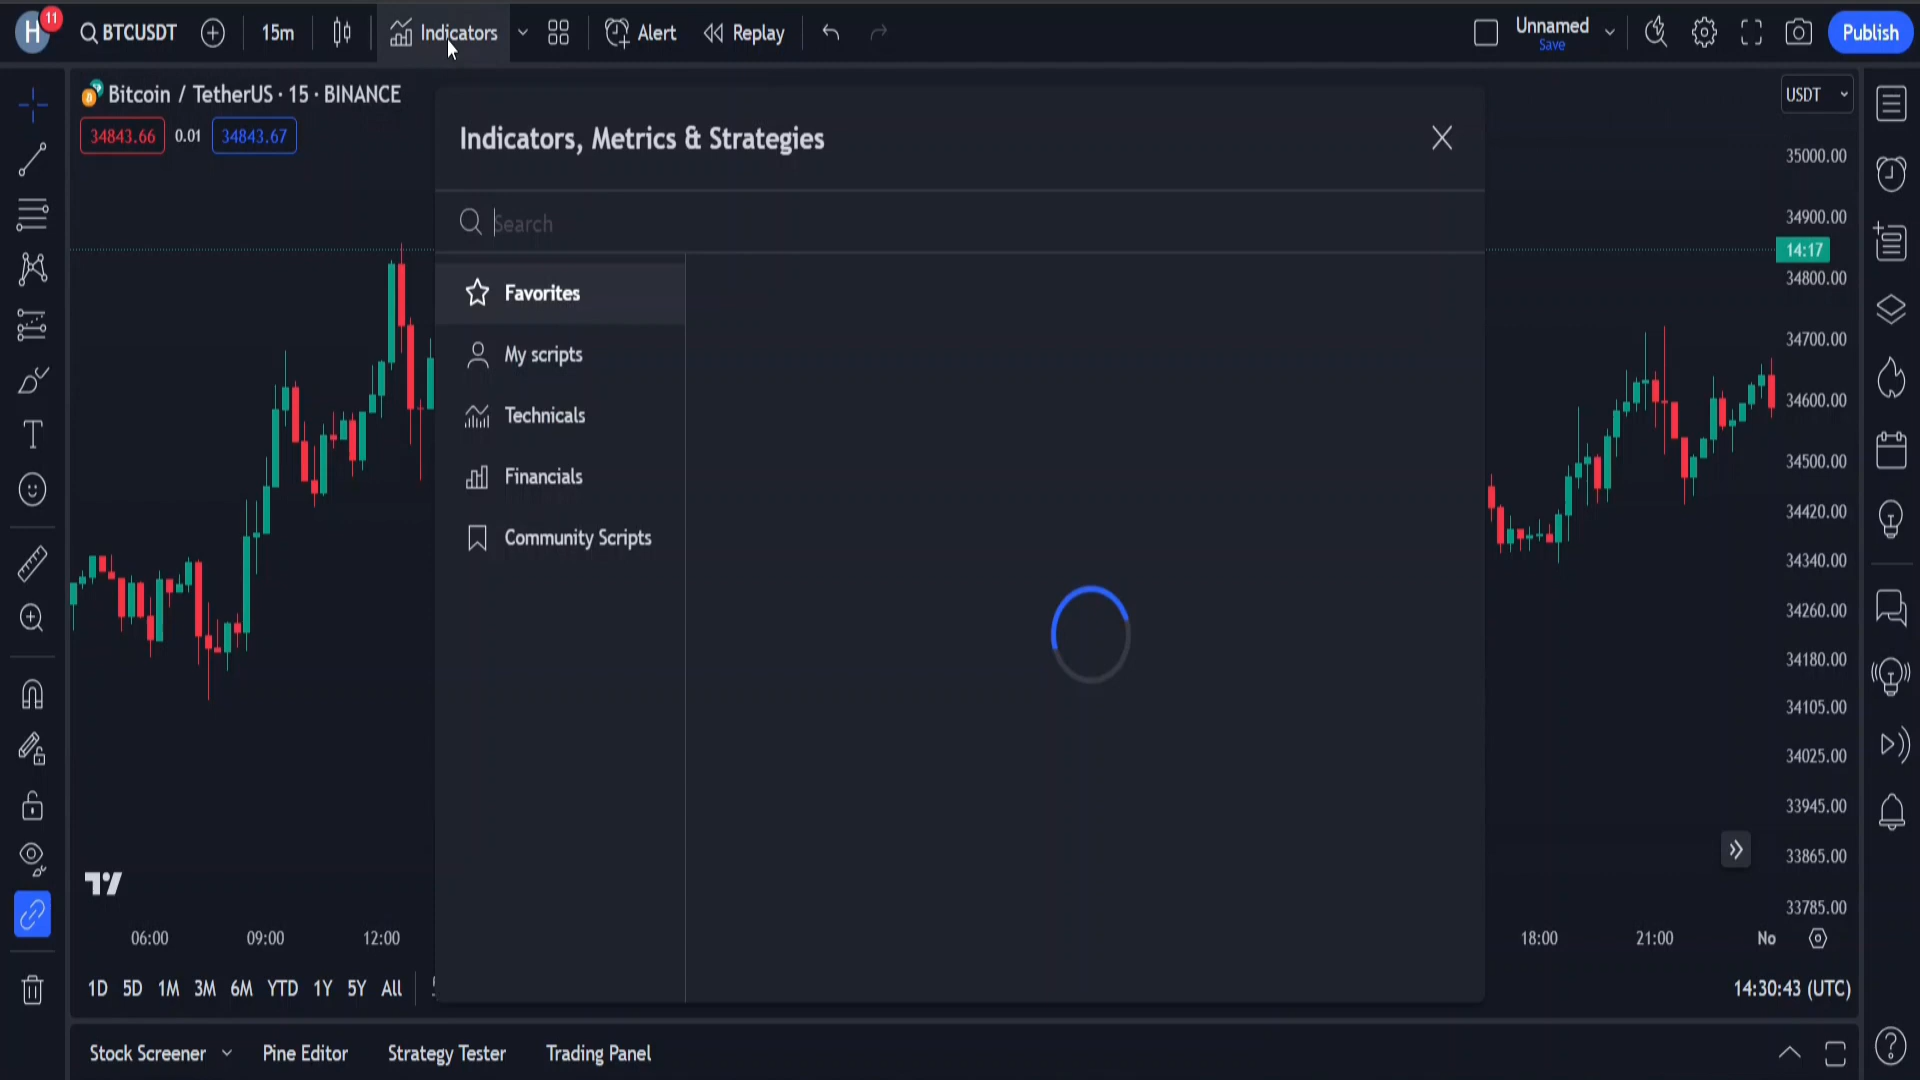 H 11 BTCUSDT 15m Indicators Alert Replay Unnamed Save Publish
Bitcoin / TetherUS · 15 · BINANCE
34843.66 0.01 34843.67
Indicators, Metrics & Strategies
Search
Favorites
My scripts
Technicals
Financials
Community Scripts
USDT
35000.00
34900.00
14:17
34800.00
34700.00
34600.00
34500.00
34420.00
34340.00
34260.00
34180.00
34105.00
34025.00
33945.00
33865.00
33785.00
06:00 09:00 12:00 18:00 21:00 No
1D 5D 1M 3M 6M YTD 1Y 5Y All 14:30:43 (UTC)
Stock Screener Pine Editor Strategy Tester Trading Panel